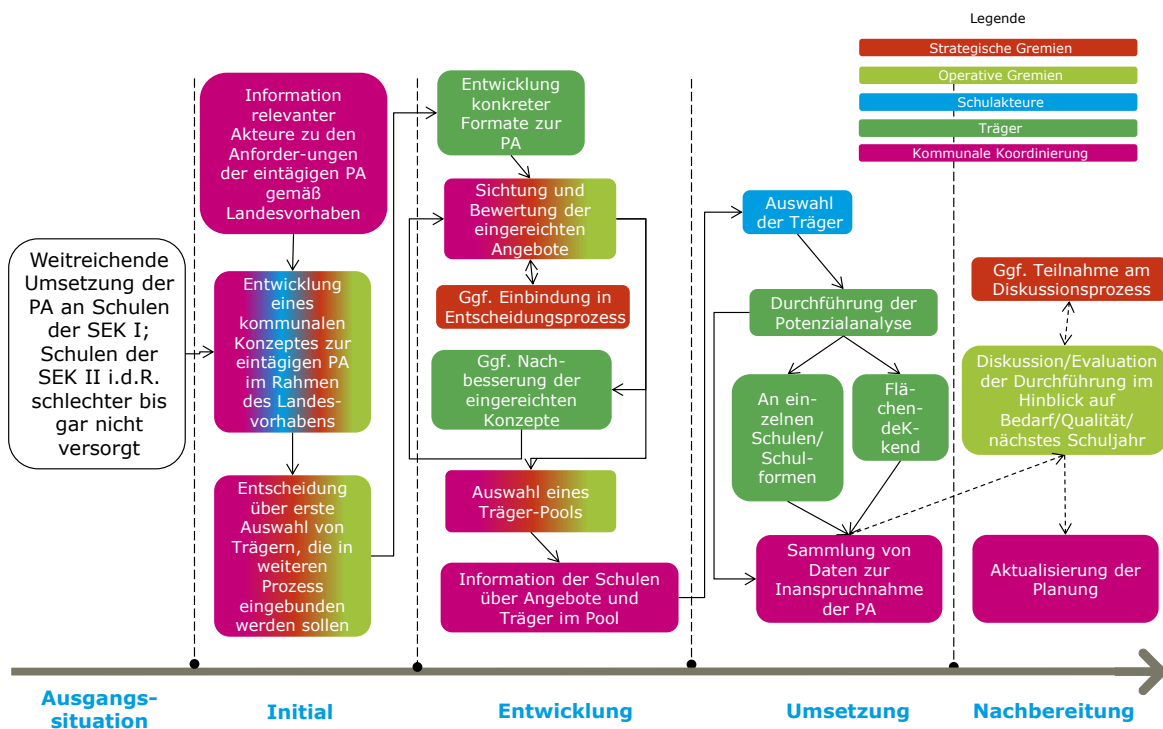 Legende
Strategische Gremien
Operative Gremien
Schulakteure
Träger
Kommunale Koordinierung
Weitreichende
Umsetzung der
PA an Schulen
der SEK I;
Schulen der
SEK II i.d.R.
schlechter bis
gar nicht
versorgt
Information
relevanter
Akteure zu den
Anforder-ungen
der eintägigen PA
gemäß
Landesvorhaben
Entwicklung
eines
kommunalen
Konzeptes zur
eintägigen PA
im Rahmen
des Landes-
vorhabens
Entscheidung
über erste
Auswahl von
Trägern, die in
weiteren
Prozess
eingebunden
werden sollen
Entwicklung
konkreter
Formate zur
PA
Sichtung und
Bewertung der
eingereichten
Angebote
Ggf. Einbindung in
Entscheidungsprozess
Ggf. Nach-
besserung der
eingereichten
Konzepte
Auswahl eines
Träger-Pools
Information der Schulen
über Angebote und
Träger im Pool
Auswahl
der Träger
Durchführung der
Potenzialanalyse
An ein-
zelnen
Schulen/
Schul-
formen
Flä-
chen-
deK-
kend
Sammlung von
Daten zur
Inanspruchnahme
der PA
Ggf. Teilnahme am
Diskussionsprozess
Diskussion/Evaluation
der Durchführung im
Hinblick auf
Bedarf/Qualität/
nächstes Schuljahr
Aktualisierung der
Planung
Ausgangs-
situation
Initial
Entwicklung
Umsetzung
Nachbereitung